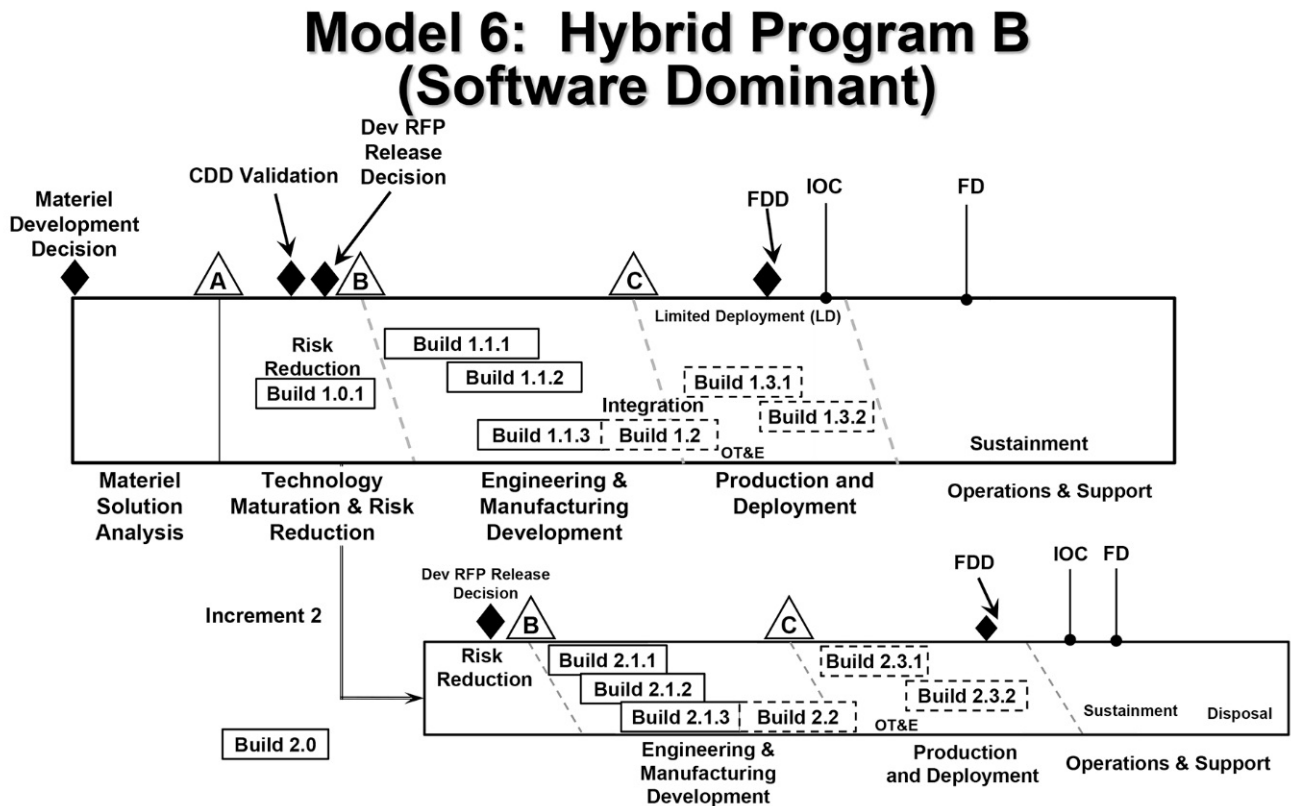 Model 6:  Hybrid Program B
(Software Dominant)
Dev RFP
Release
Decision
CDD Validation
Materiel
Development
Decision
FDD
IOC
FD
A
B
C
Limited Deployment (LD)
Risk
Reduction
Build 1.0.1
Build 1.1.1
Build 1.1.2
Build 1.1.3
Integration
Build 1.2
Build 1.3.1
Build 1.3.2
OT&E
Sustainment
Materiel
Solution
Analysis
Technology
Maturation & Risk
Reduction
Engineering &
Manufacturing
Development
Production and
Deployment
Operations & Support
Increment 2
Dev RFP Release
Decision
B
C
FDD
IOC
FD
Risk
Reduction
Build 2.1.1
Build 2.1.2
Build 2.1.3
Build 2.2
Build 2.3.1
Build 2.3.2
OT&E
Sustainment
Disposal
Build 2.0
Engineering &
Manufacturing
Development
Production
and Deployment
Operations & Support